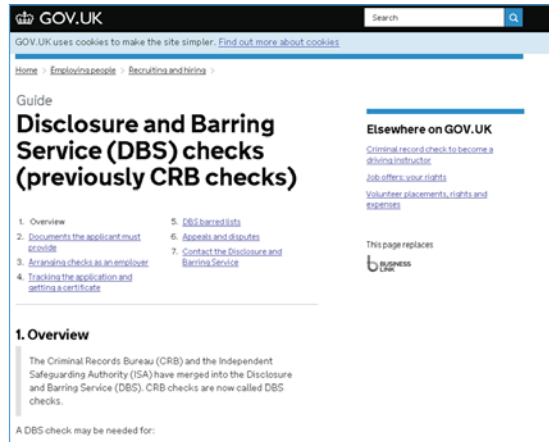 GOV.UK
Search
GOV.UK uses cookies to make the site simpler. Find out more about cookies
Home > Employing people > Recruiting and hiring >
Guide
Disclosure and Barring
Service (DBS) checks
(previously CRB checks)
1. Overview
2. Documents the applicant must
provide
3. Arranging checks as an employer
4. Tracking the application and
getting a certificate
5. DBS barred lists
6. Appeals and disputes
7. Contact the Disclosure and
Barring Service
Elsewhere on GOV.UK
Criminal record check to become a
driving instructor
Job offers: your rights
Volunteer placements, rights and
expenses
This page replaces
BUSINESS
LINK
1. Overview
The Criminal Records Bureau (CRB) and the Independent
Safeguarding Authority (ISA) have merged into the Disclosure
and Barring Service (DBS). CRB checks are now called DBS
checks.
A DBS check may be needed for: